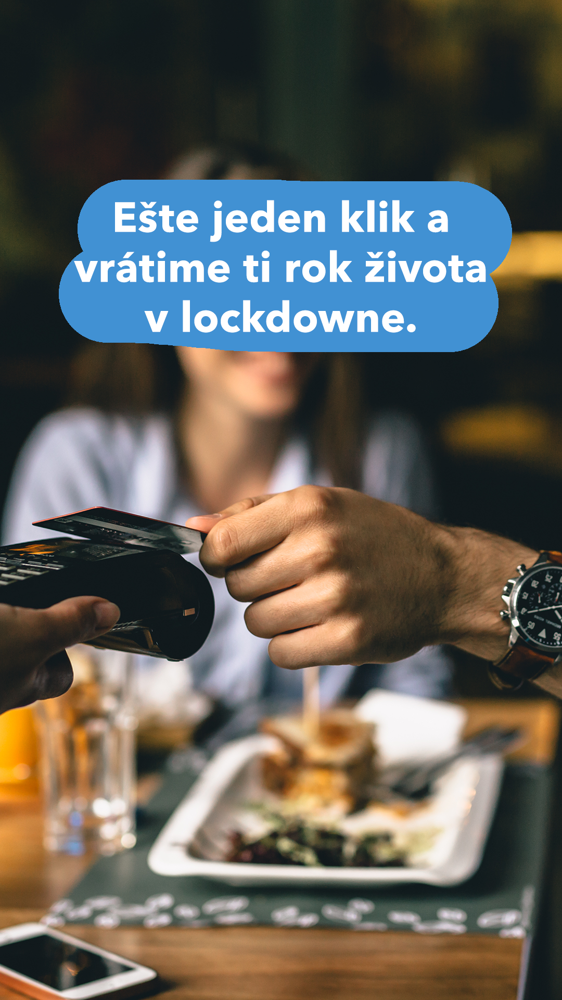 Ešte jeden klik a
vrátime ti rok života
v lockdowne.